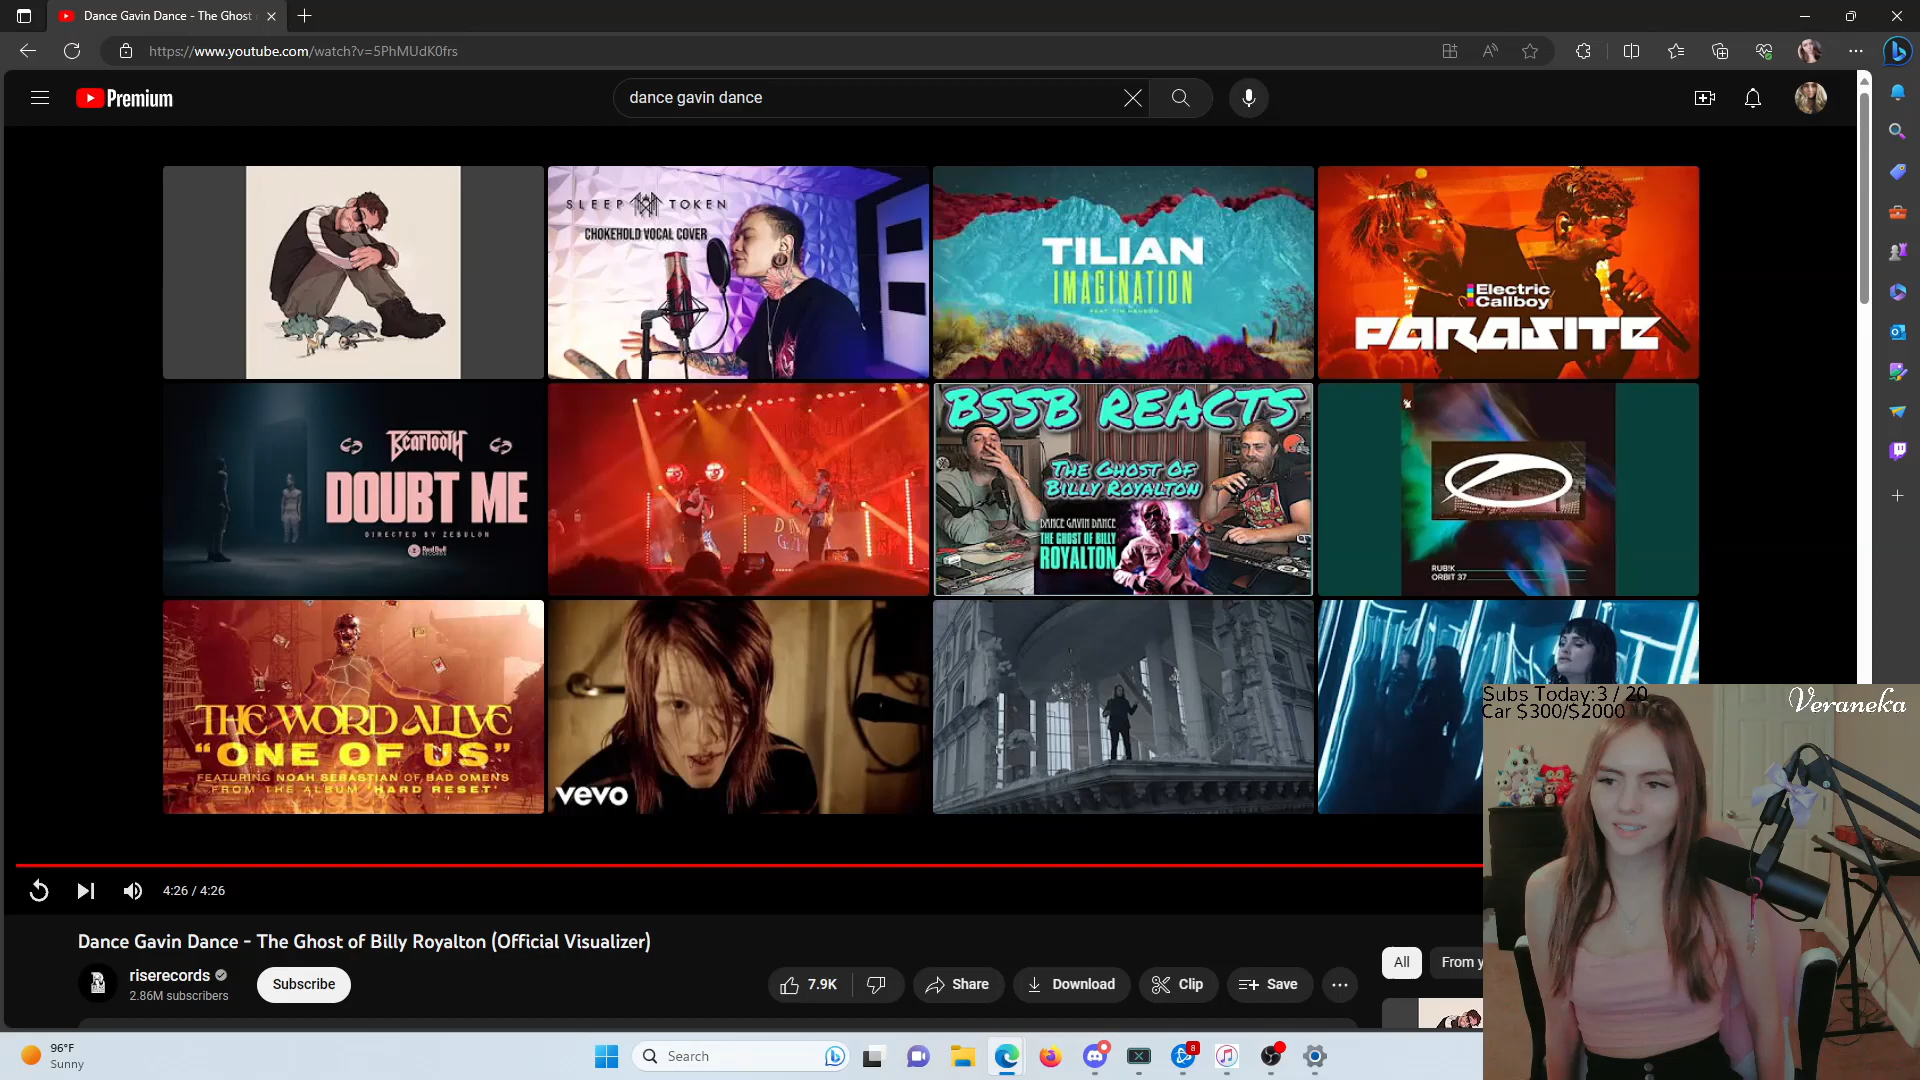 Dance Gavin Dance - The Ghost
https://www.youtube.com/watch?v=5PhMUdK0frs
Premium
dance gavin dance
SLEEP TOKEN
CHOKEHOLD VOCAL COVER
TILIAN
IMAGINATION
Electric
Callboy
PARASITE
BEARTOOTH
DOUBT ME
DIRECTED BY ZEBULON
Red Bull
RECORDS
BSSB REACTS
THE GHOST OF
BILLY ROYALTON
DANCE GAVIN DANCE
THE GHOST OF BILLY
ROYALTON
RUB!K
ORBIT 37
THE WORD ALIVE
"ONE OF US"
FEATURING NOAH SEBASTIAN OF BAD OMENS
FROM THE ALBUM 'HARD RESET'
vevo
Subs Today:3 / 20
Car $300/$2000
Veraneka
4:26 / 4:26
Dance Gavin Dance - The Ghost of Billy Royalton (Official Visualizer)
riserecords
2.86M subscribers
Subscribe
7.9K
Share
Download
Clip
Save
All
From y
96°F
Sunny
Search
8